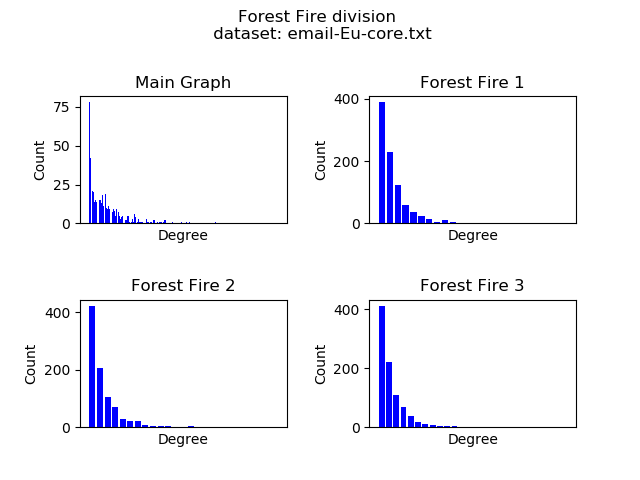 Forest Fire division
dataset: email-Eu-core.txt
Main Graph
75
50
25
0
Count
Degree
Forest Fire 1
400
200
0
Count
Degree
Forest Fire 2
400
200
0
Count
Degree
Forest Fire 3
400
200
0
Count
Degree